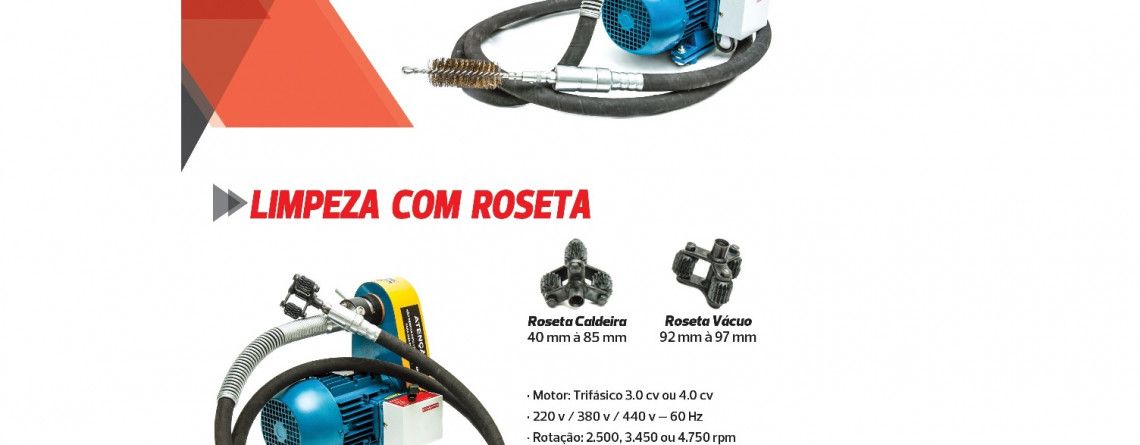 LIMPEZA COM ROSETA
Roseta Caldeira
40 mm à 85 mm
Roseta Vácuo
92 mm à 97 mm
ATENÇÃO
· Motor: Trifásico 3.0 cv ou 4.0 cv
· 220 v / 380 v / 440 v – 60 Hz
· Rotação: 2.500, 3.450 ou 4.750 rpm